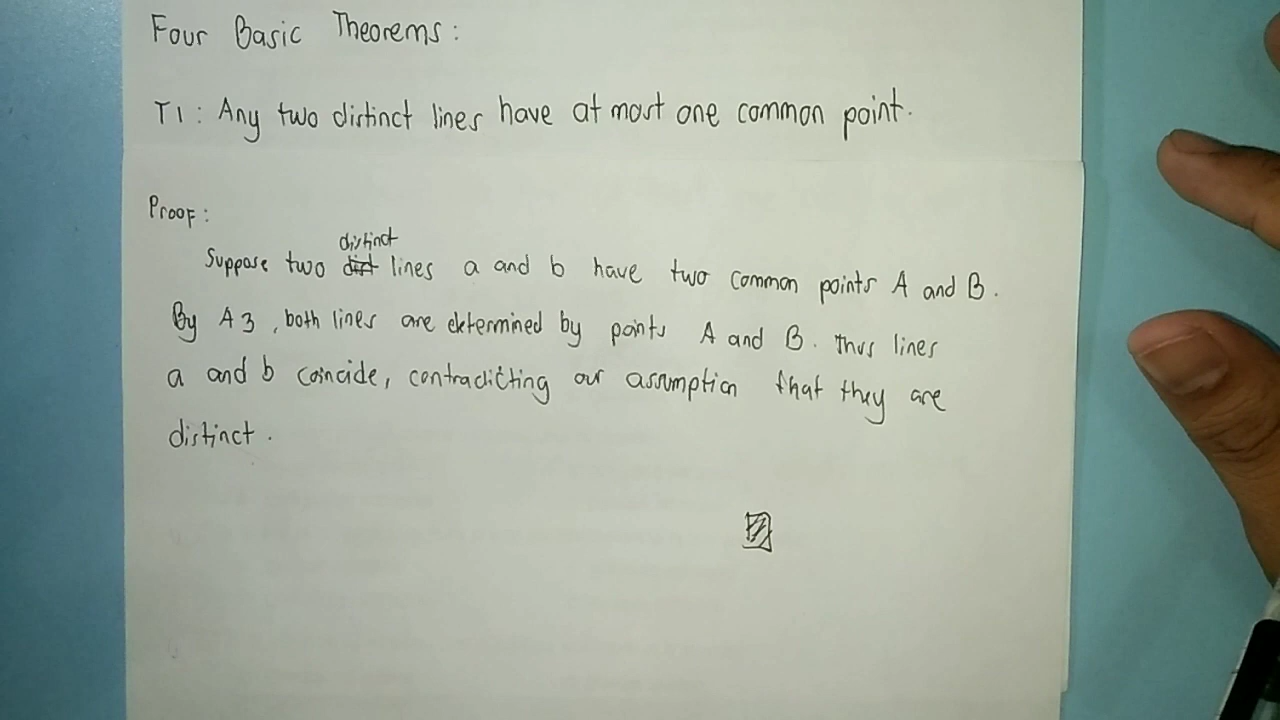 Four Basic Theorems:
T1: Any two distinct lines have at most one common point.
Proof:
distinct
Suppose two dist lines a and b have two common points A and B.
By A3, both lines are determined by points A and B. Thus lines
a and b coincide, contradicting our assumption that they are
distinct.